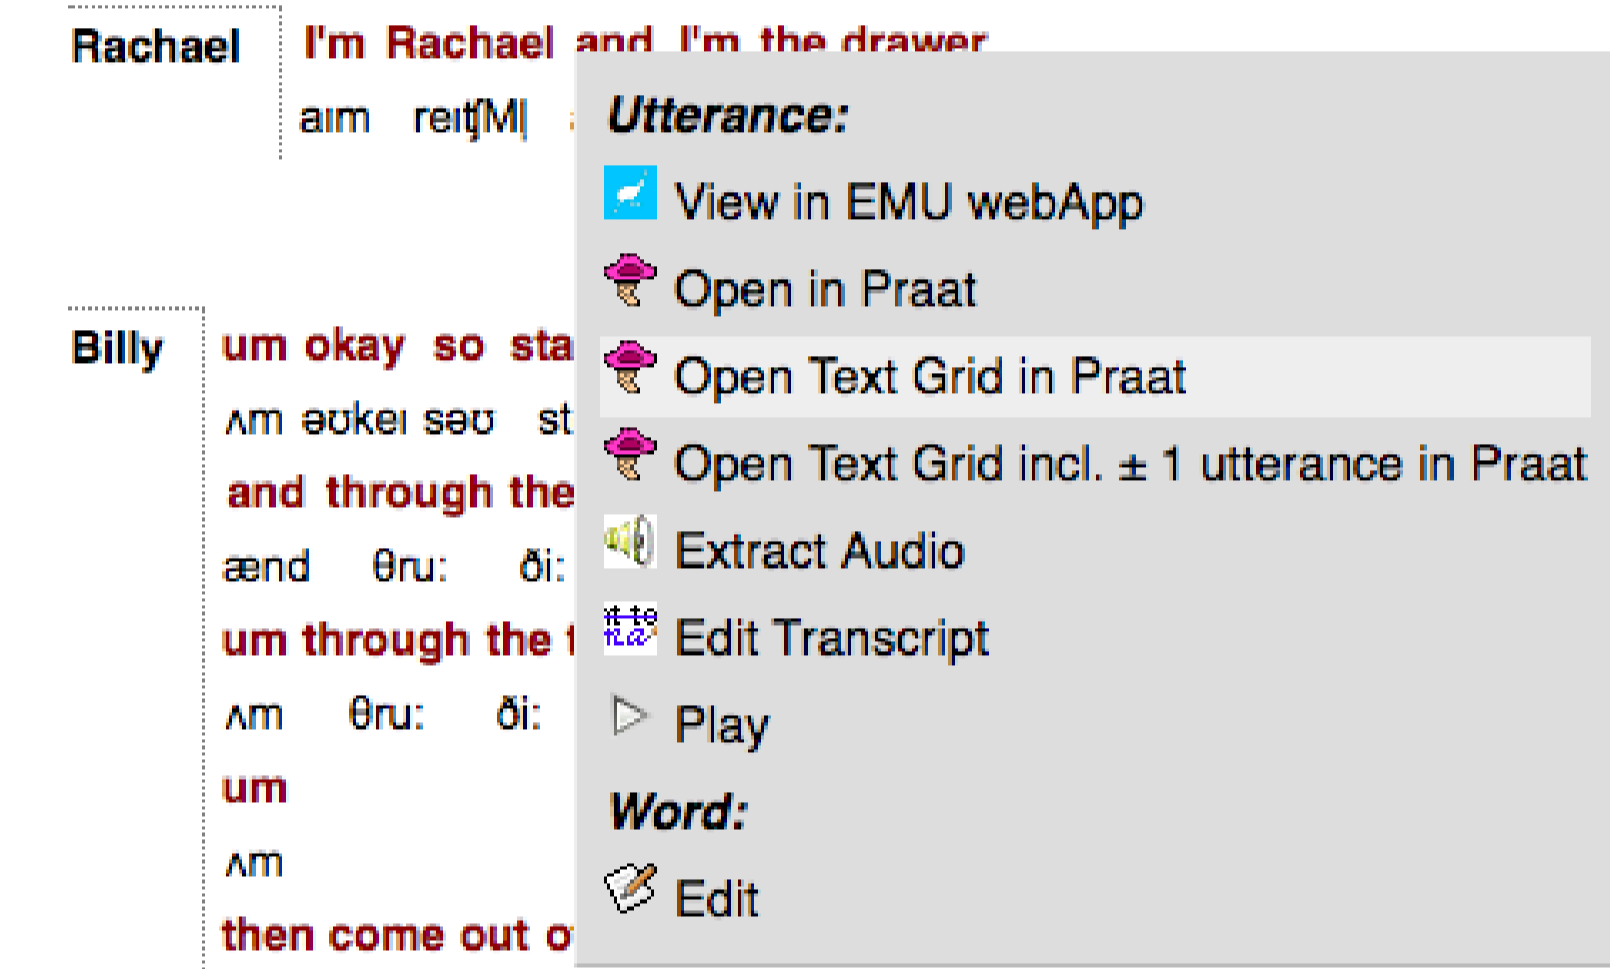 Rachael I'm Rachael and I'm the drawer
aɪm reɪʧM|
Utterance:
View in EMU webApp
Open in Praat
Open Text Grid in Praat
Open Text Grid incl. ± 1 utterance in Praat
Extract Audio
Edit Transcript
Play
Word:
Edit
Billy um okay so sta
ʌm əʊkeɪ səʊ st
and through the
ænd θru: ði:
um through the
ʌm θru: ði:
um
ʌm
then come out o